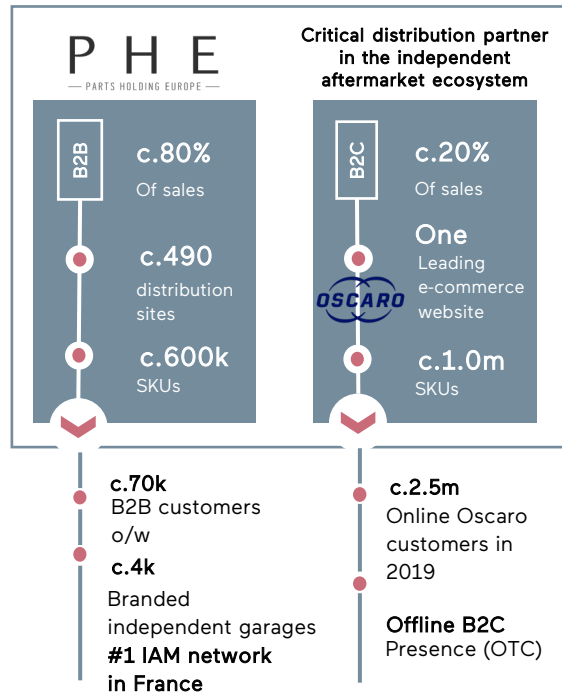 PHE
— PARTS HOLDING EUROPE —
Critical distribution partner
in the independent
aftermarket ecosystem
B2B
c.80%
Of sales
c.490
distribution
sites
c.600k
SKUs
B2C
c.20%
Of sales
One
Leading
e-commerce
website
OSCARO
c.1.0m
SKUs
c.70k
B2B customers
o/w
c.4k
Branded
independent garages
#1 IAM network
in France
c.2.5m
Online Oscaro
customers in
2019
Offline B2C
Presence (OTC)